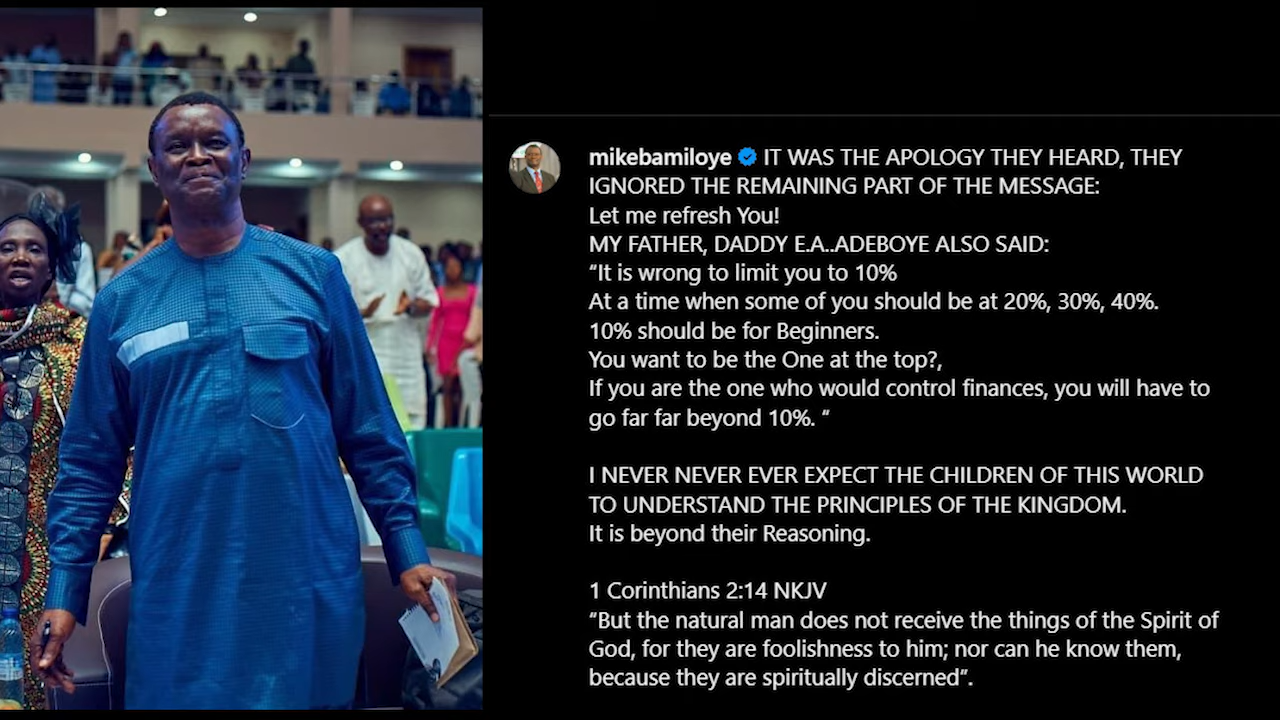 mikebamiloye IT WAS THE APOLOGY THEY HEARD, THEY
IGNORED THE REMAINING PART OF THE MESSAGE:
Let me refresh You!
MY FATHER, DADDY E.A..ADEBOYE ALSO SAID:
“It is wrong to limit you to 10%
At a time when some of you should be at 20%, 30%, 40%.
10% should be for Beginners.
You want to be the One at the top?,
If you are the one who would control finances, you will have to
go far far beyond 10%. “
I NEVER NEVER EVER EXPECT THE CHILDREN OF THIS WORLD
TO UNDERSTAND THE PRINCIPLES OF THE KINGDOM.
It is beyond their Reasoning.
1 Corinthians 2:14 NKJV
“But the natural man does not receive the things of the Spirit of
God, for they are foolishness to him; nor can he know them,
because they are spiritually discerned”.